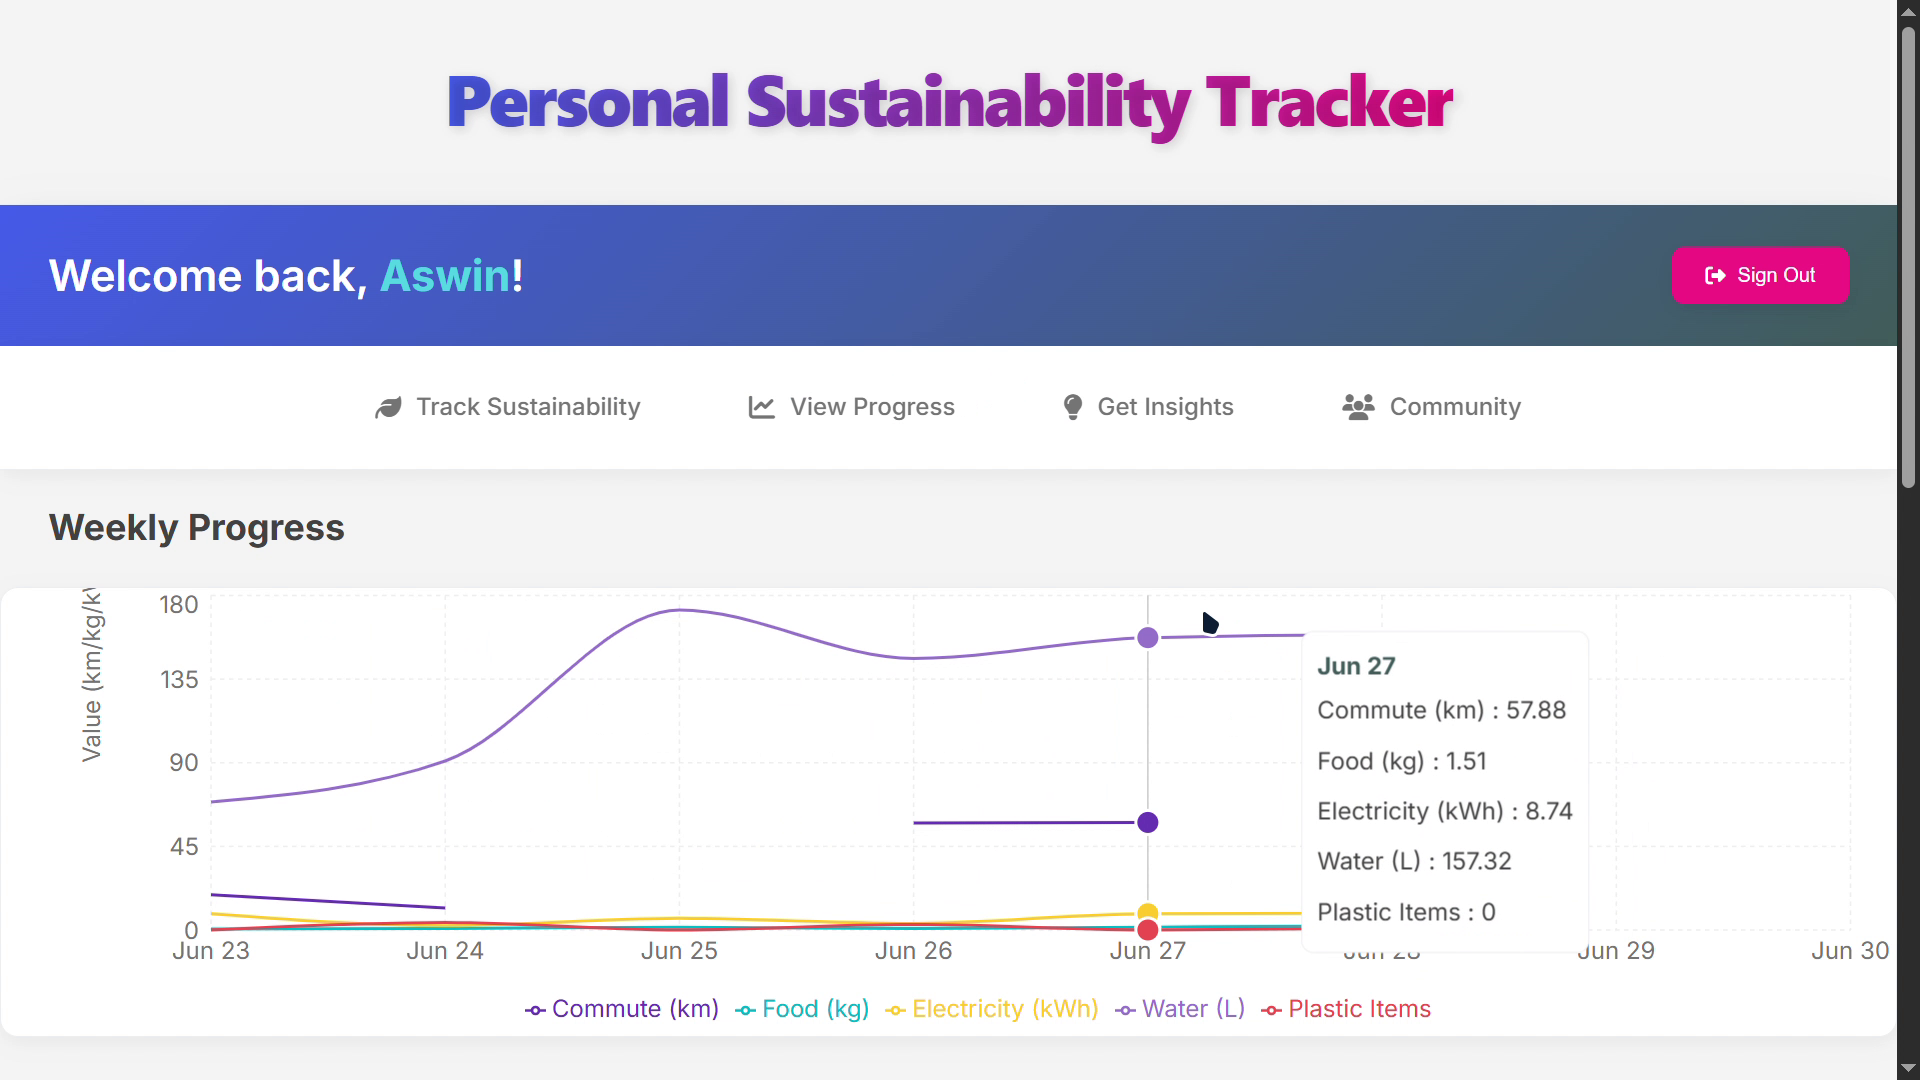 Personal Sustainability Tracker
Welcome back, Aswin!
Sign Out
Track Sustainability
View Progress
Get Insights
Community
Weekly Progress
Value (km/kg/k
180
135
90
45
0
Jun 23
Jun 24
Jun 25
Jun 26
Jun 27
Jun 28
Jun 29
Jun 30
Jun 27
Commute (km) : 57.88
Food (kg) : 1.51
Electricity (kWh) : 8.74
Water (L) : 157.32
Plastic Items : 0
Commute (km)
Food (kg)
Electricity (kWh)
Water (L)
Plastic Items